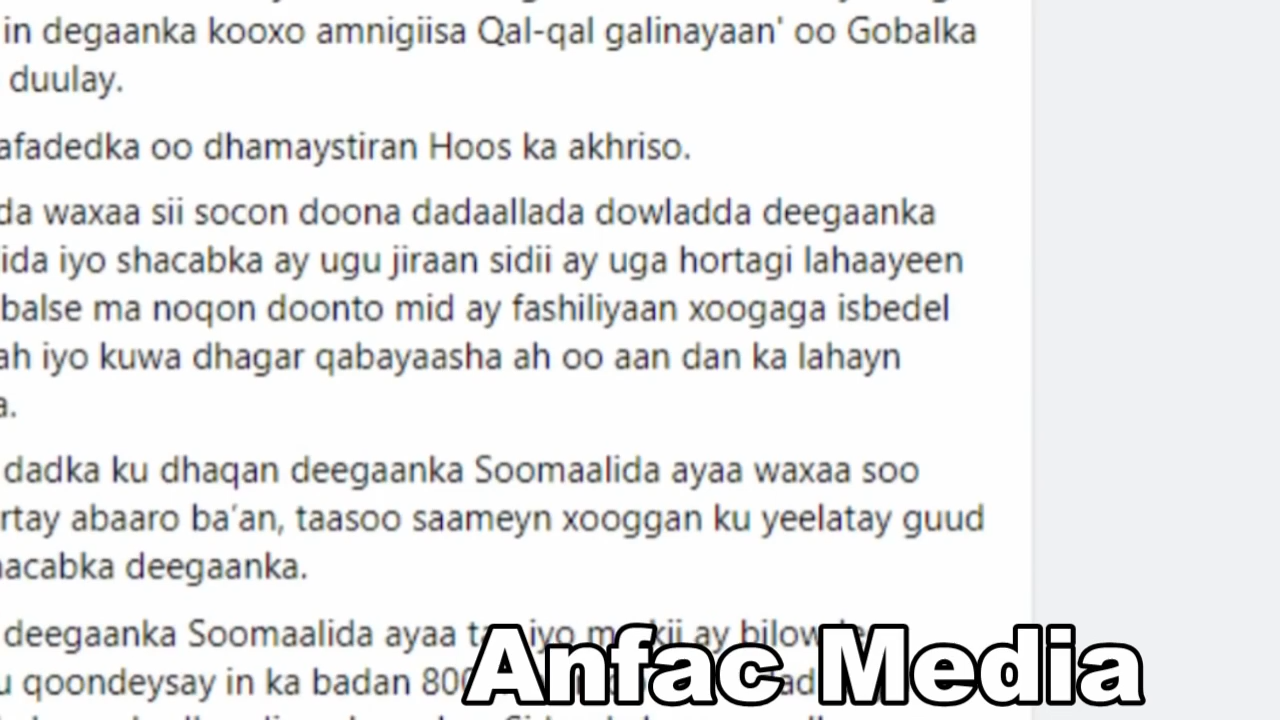 in degaanka kooxo amnigiisa Qal-qal galinayaan' oo Gobalka
duulay.
afadedka oo dhamaystiran Hoos ka akhriso.
da waxaa sii socon doona dadaallada dowladda deegaanka
ida iyo shacabka ay ugu jiraan sidii ay uga hortagi lahaayeen
balse ma noqon doonto mid ay fashiliyaan xoogaga isbedel
ah iyo kuwa dhagar qabayaasha ah oo aan dan ka lahayn
a.
dadka ku dhaqan deegaanka Soomaalida ayaa waxaa soo
rtay abaaro ba’an, taasoo saameyn xooggan ku yeelatay guud
acabka deegaanka.
deegaanka Soomaalida ayaa iyo ay
u qoondeysay in ka badan
Anfac Media